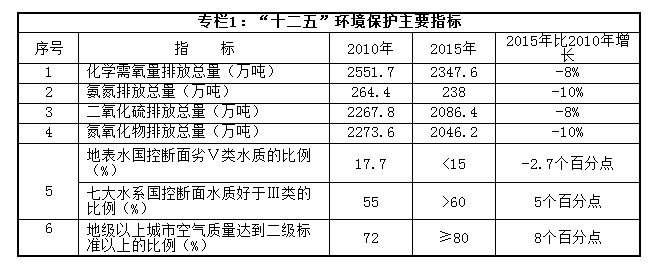 专栏1：“十二五”环境保护主要指标
序号 指　标 2010年 2015年 2015年比2010年增长
1 化学需氧量排放总量（万吨） 2551.7 2347.6 -8%
2 氨氮排放总量（万吨） 264.4 238 -10%
3 二氧化硫排放总量（万吨） 2267.8 2086.4 -8%
4 氮氧化物排放总量（万吨） 2273.6 2046.2 -10%
5 地表水国控断面劣Ⅴ类水质的比例（%） 17.7 <15 -2.7个百分点
七大水系国控断面水质好于Ⅲ类的比例（%） 55 >60 5个百分点
6 地级以上城市空气质量达到二级标准以上的比例（%） 72 ≥80 8个百分点